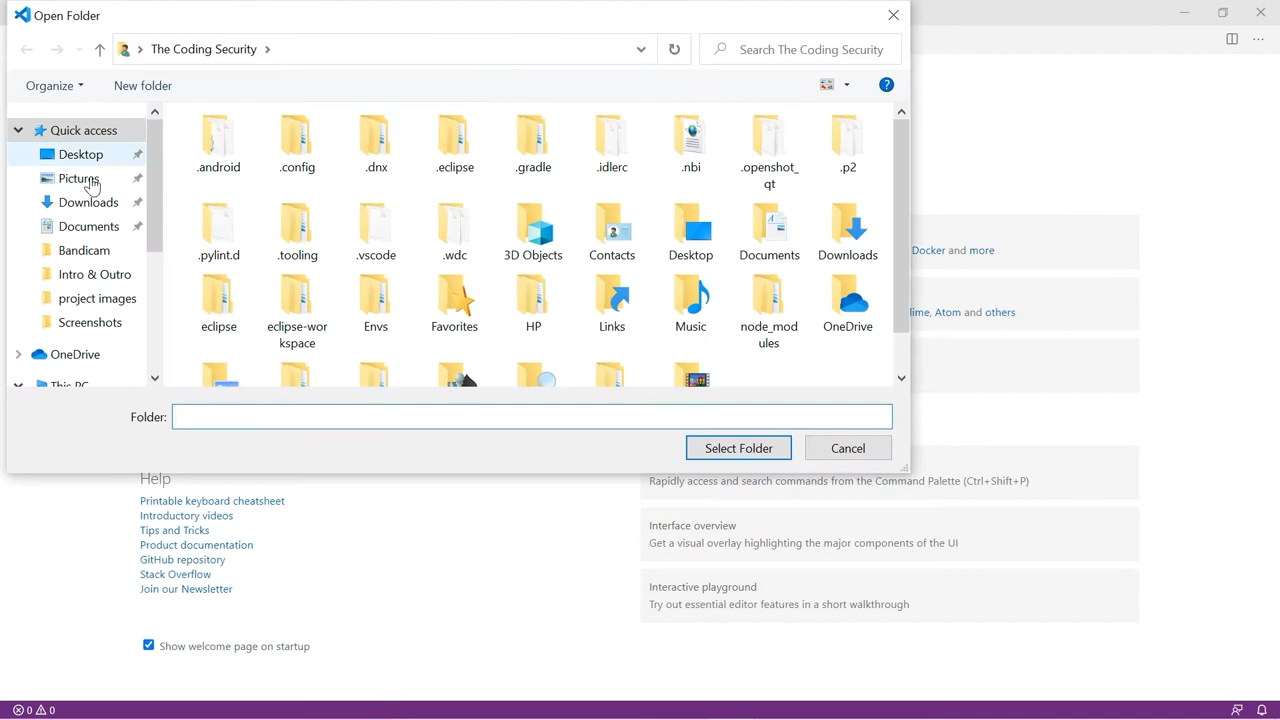 Open Folder
The Coding Security
Search The Coding Security
Organize
New folder
Quick access
Desktop
Pictures
Downloads
Documents
Bandicam
Intro & Outro
project images
Screenshots
OneDrive
This PC
.android
.config
.dnx
.eclipse
.gradle
.idlerc
.nbi
.openshot_
qt
.p2
.pylint.d
.tooling
.vscode
.wdc
3D Objects
Contacts
Desktop
Documents
Downloads
eclipse
eclipse-wor
kspace
Envs
Favorites
HP
Links
Music
node_mod
ules
OneDrive
Folder:
Select Folder
Cancel
Docker and more
lime, Atom and others
Help
Printable keyboard cheatsheet
Introductory videos
Tips and Tricks
Product documentation
GitHub repository
Stack Overflow
Join our Newsletter
Show welcome page on startup
Rapidly access and search commands from the Command Palette (Ctrl+Shift+P)
Interface overview
Get a visual overlay highlighting the major components of the UI
Interactive playground
Try out essential editor features in a short walkthrough
0 0